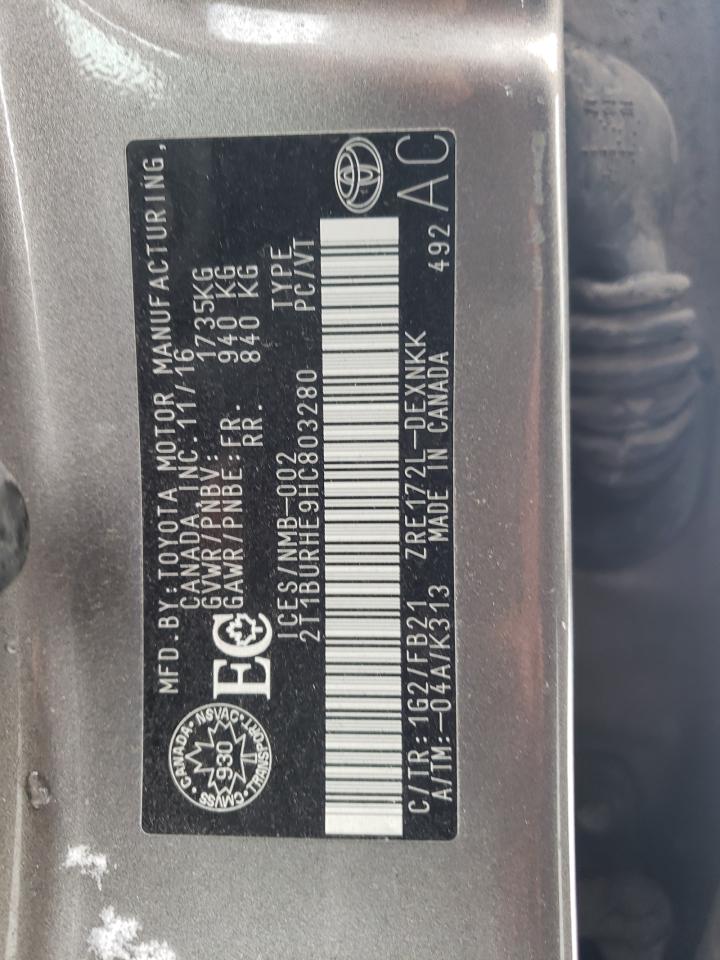 MFD.BY:TOYOTA MOTOR MANUFACTURING,
CANADA INC.11/16
GVWR/PNBV: 1735KG
GAWR/PNBE:FR. 940 KG
RR. 840 KG
CANADA • NSVAC • TRANSPORT • CMVSS
930
EC
ICES/NMB-002 TYPE
2T1BURHE9HC803280 PC/VT
C/TR:1G2/FB21 ZRE172L-DEXNKK
A/TM:-04A/K313 MADE IN CANADA
492 AC